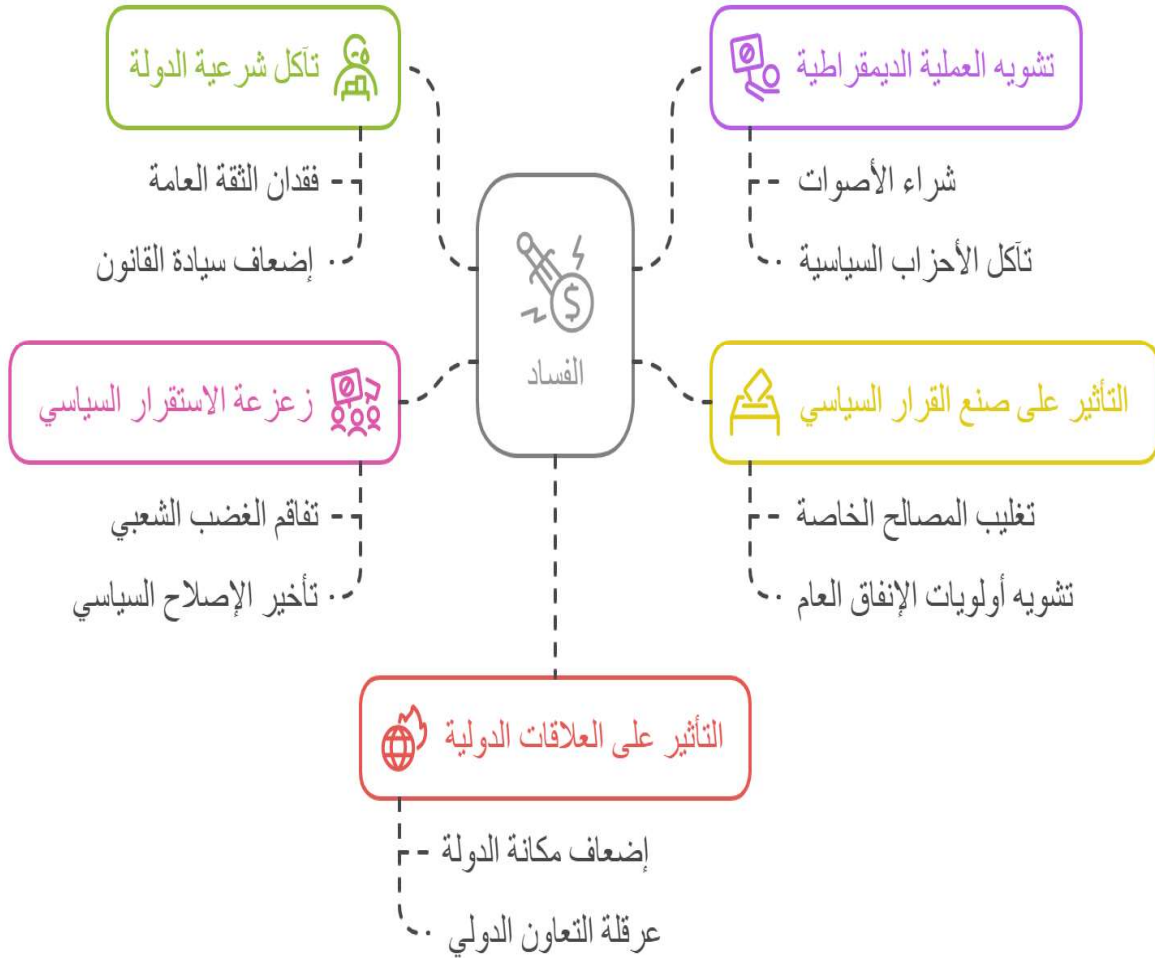 تشويه العملية الديمقراطية
شراء الأصوات
تآكل الأحزاب السياسية
تآكل شرعية الدولة
فقدان الثقة العامة
إضعاف سيادة القانون
$
الفساد
التأثير على صنع القرار السياسي
تغليب المصالح الخاصة
تشويه أولويات الإنفاق العام
زعزعة الاستقرار السياسي
تفاقم الغضب الشعبي
تأخير الإصلاح السياسي
التأثير على العلاقات الدولية
إضعاف مكانة الدولة
عرقلة التعاون الدولي